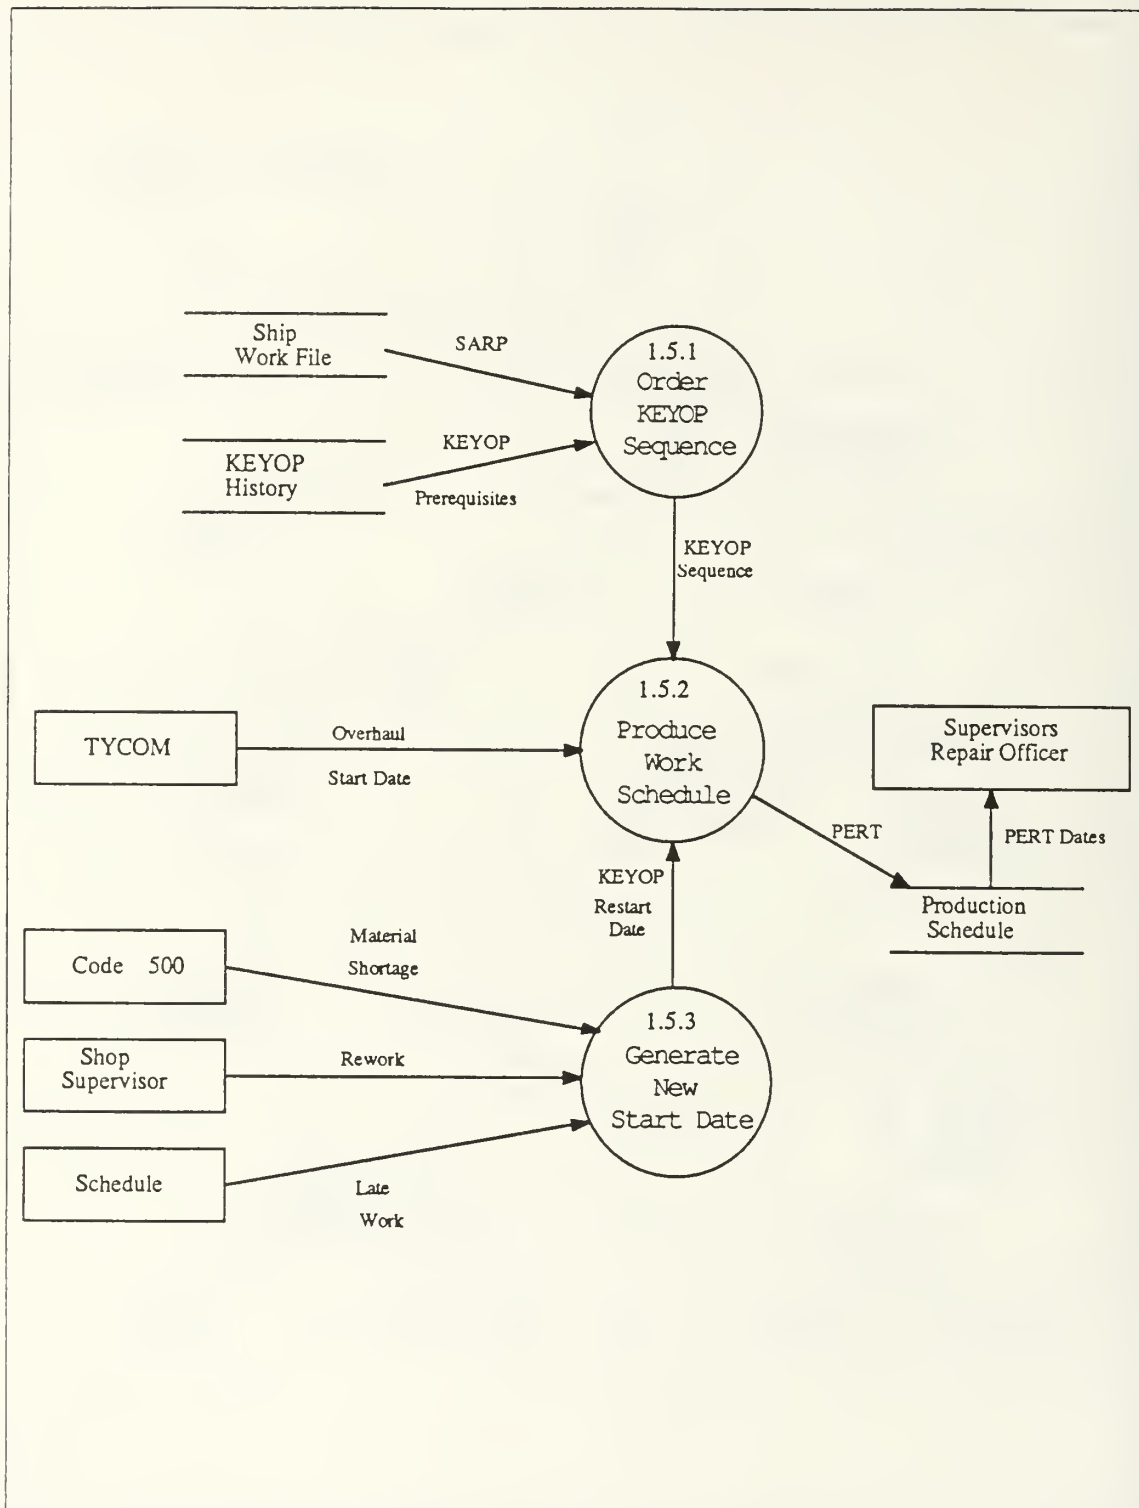 Ship
Work File
SARP
1.5.1
Order
KEYOP
Sequence
KEYOP
History
KEYOP
Prerequisites
KEYOP
Sequence
TYCOM
Overhaul
Start Date
1.5.2
Produce
Work
Schedule
Supervisors
Repair Officer
PERT
PERT Dates
Production
Schedule
KEYOP
Restart
Date
Code 500
Material
Shortage
Shop
Supervisor
Rework
1.5.3
Generate
New
Start Date
Schedule
Late
Work